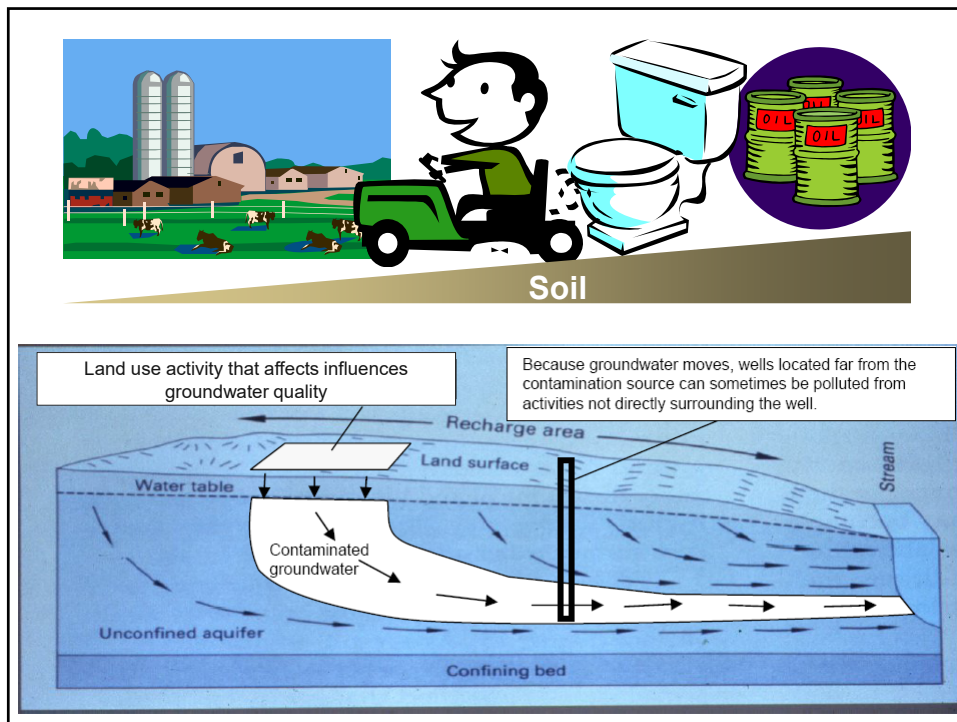 OIL
OIL
OIL
OIL
Soil
Land use activity that affects influences
groundwater quality
Because groundwater moves, wells located far from the
contamination source can sometimes be polluted from
activities not directly surrounding the well.
Recharge area
Land surface
Stream
Water table
Contaminated
groundwater
Unconfined aquifer
Confining bed